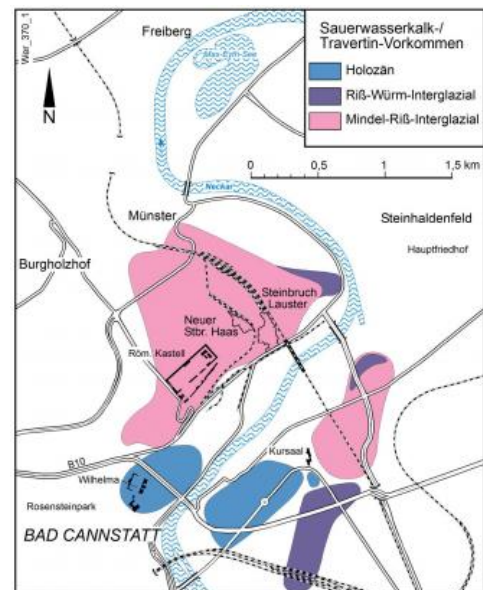 Wer_370_1
Freiberg
Max-Eyth-See
N
Sauerwasserkalk-/
Travertin-Vorkommen
Holozän
Riß-Würm-Interglazial
Mindel-Riß-Interglazial
0 0,5 1 1,5 km
Neckar
Münster
Steinhaldenfeld
Hauptfriedhof
Burgholzhof
Steinbruch
Lauster
Neuer
Stbr. Haas
Röm. Kastell
B10
Kursaal
Wilhelma
Rosensteinpark
BAD CANNSTATT